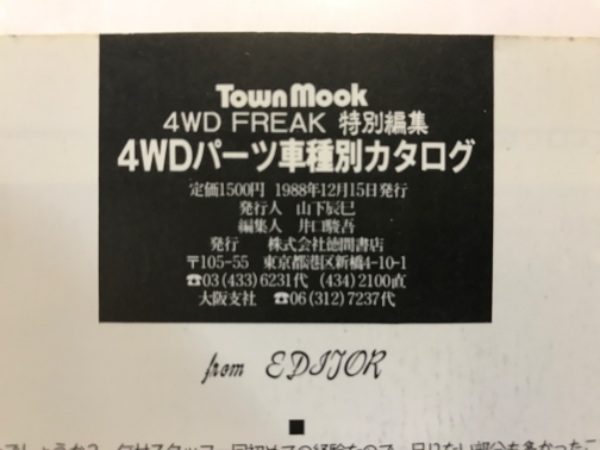 Town Mook
4WD FREAK 特別編集
4WDパーツ車種別カタログ
定価1500円 1988年12月15日発行
発行人 山下辰巳
編集人 井口駿吾
発行 株式会社徳間書店
〒105-55 東京都港区新橋4-10-1
☎03(433)6231代 (434)2100直
大阪支社 ☎06(312)7237代
from EDITOR
■